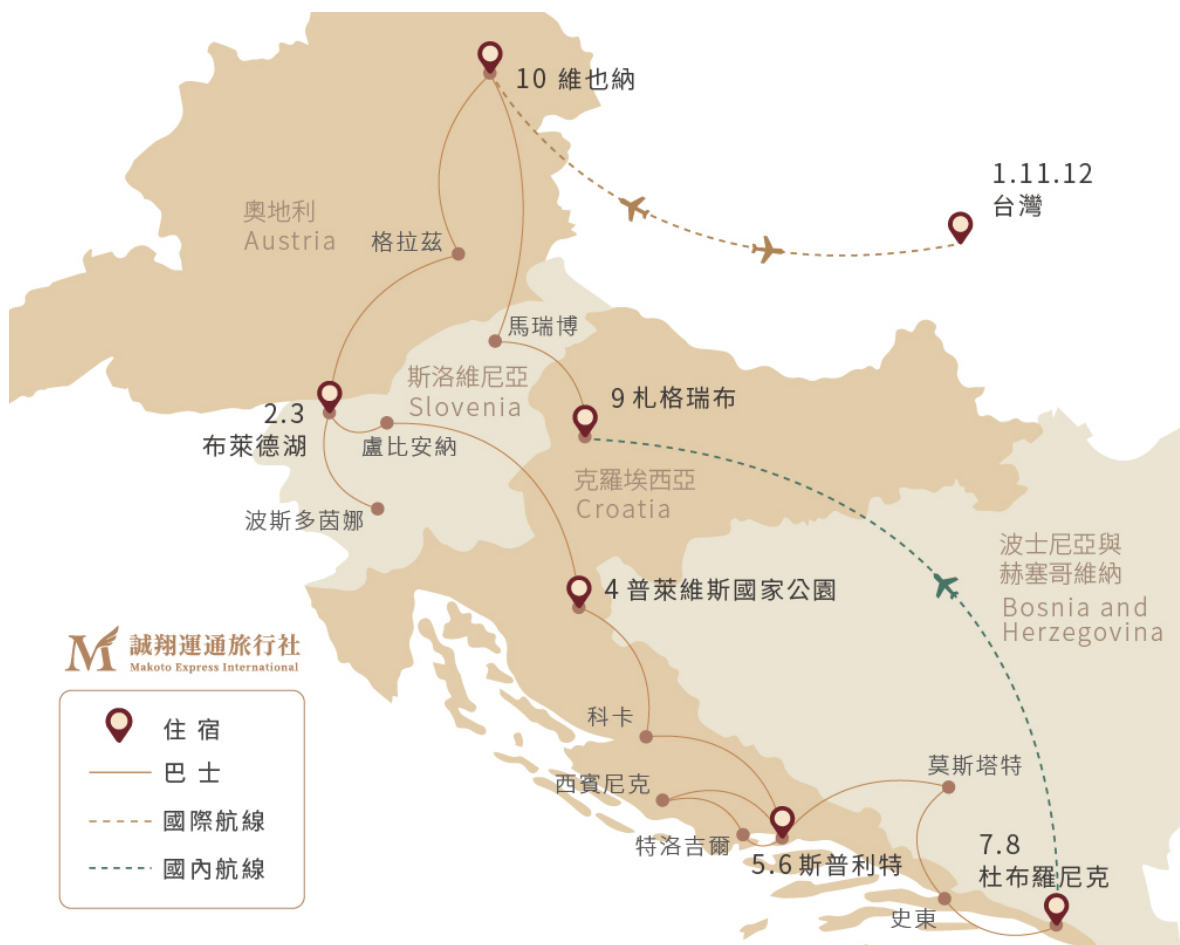 10 維也納
1.11.12
台灣
奧地利
Austria
格拉茲
馬瑞博
斯洛維尼亞
Slovenia
9 札格瑞布
2.3
布萊德湖
盧比安納
克羅埃西亞
Croatia
波斯多茵娜
波士尼亞與
赫塞哥維納
Bosnia and
Herzegovina
4 普萊維斯國家公園
誠翔運通旅行社
Makoto Express International
住宿
巴士
國際航線
國內航線
科卡
西賓尼克
特洛吉爾
5.6 斯普利特
莫斯塔特
7.8
杜布羅尼克
史東